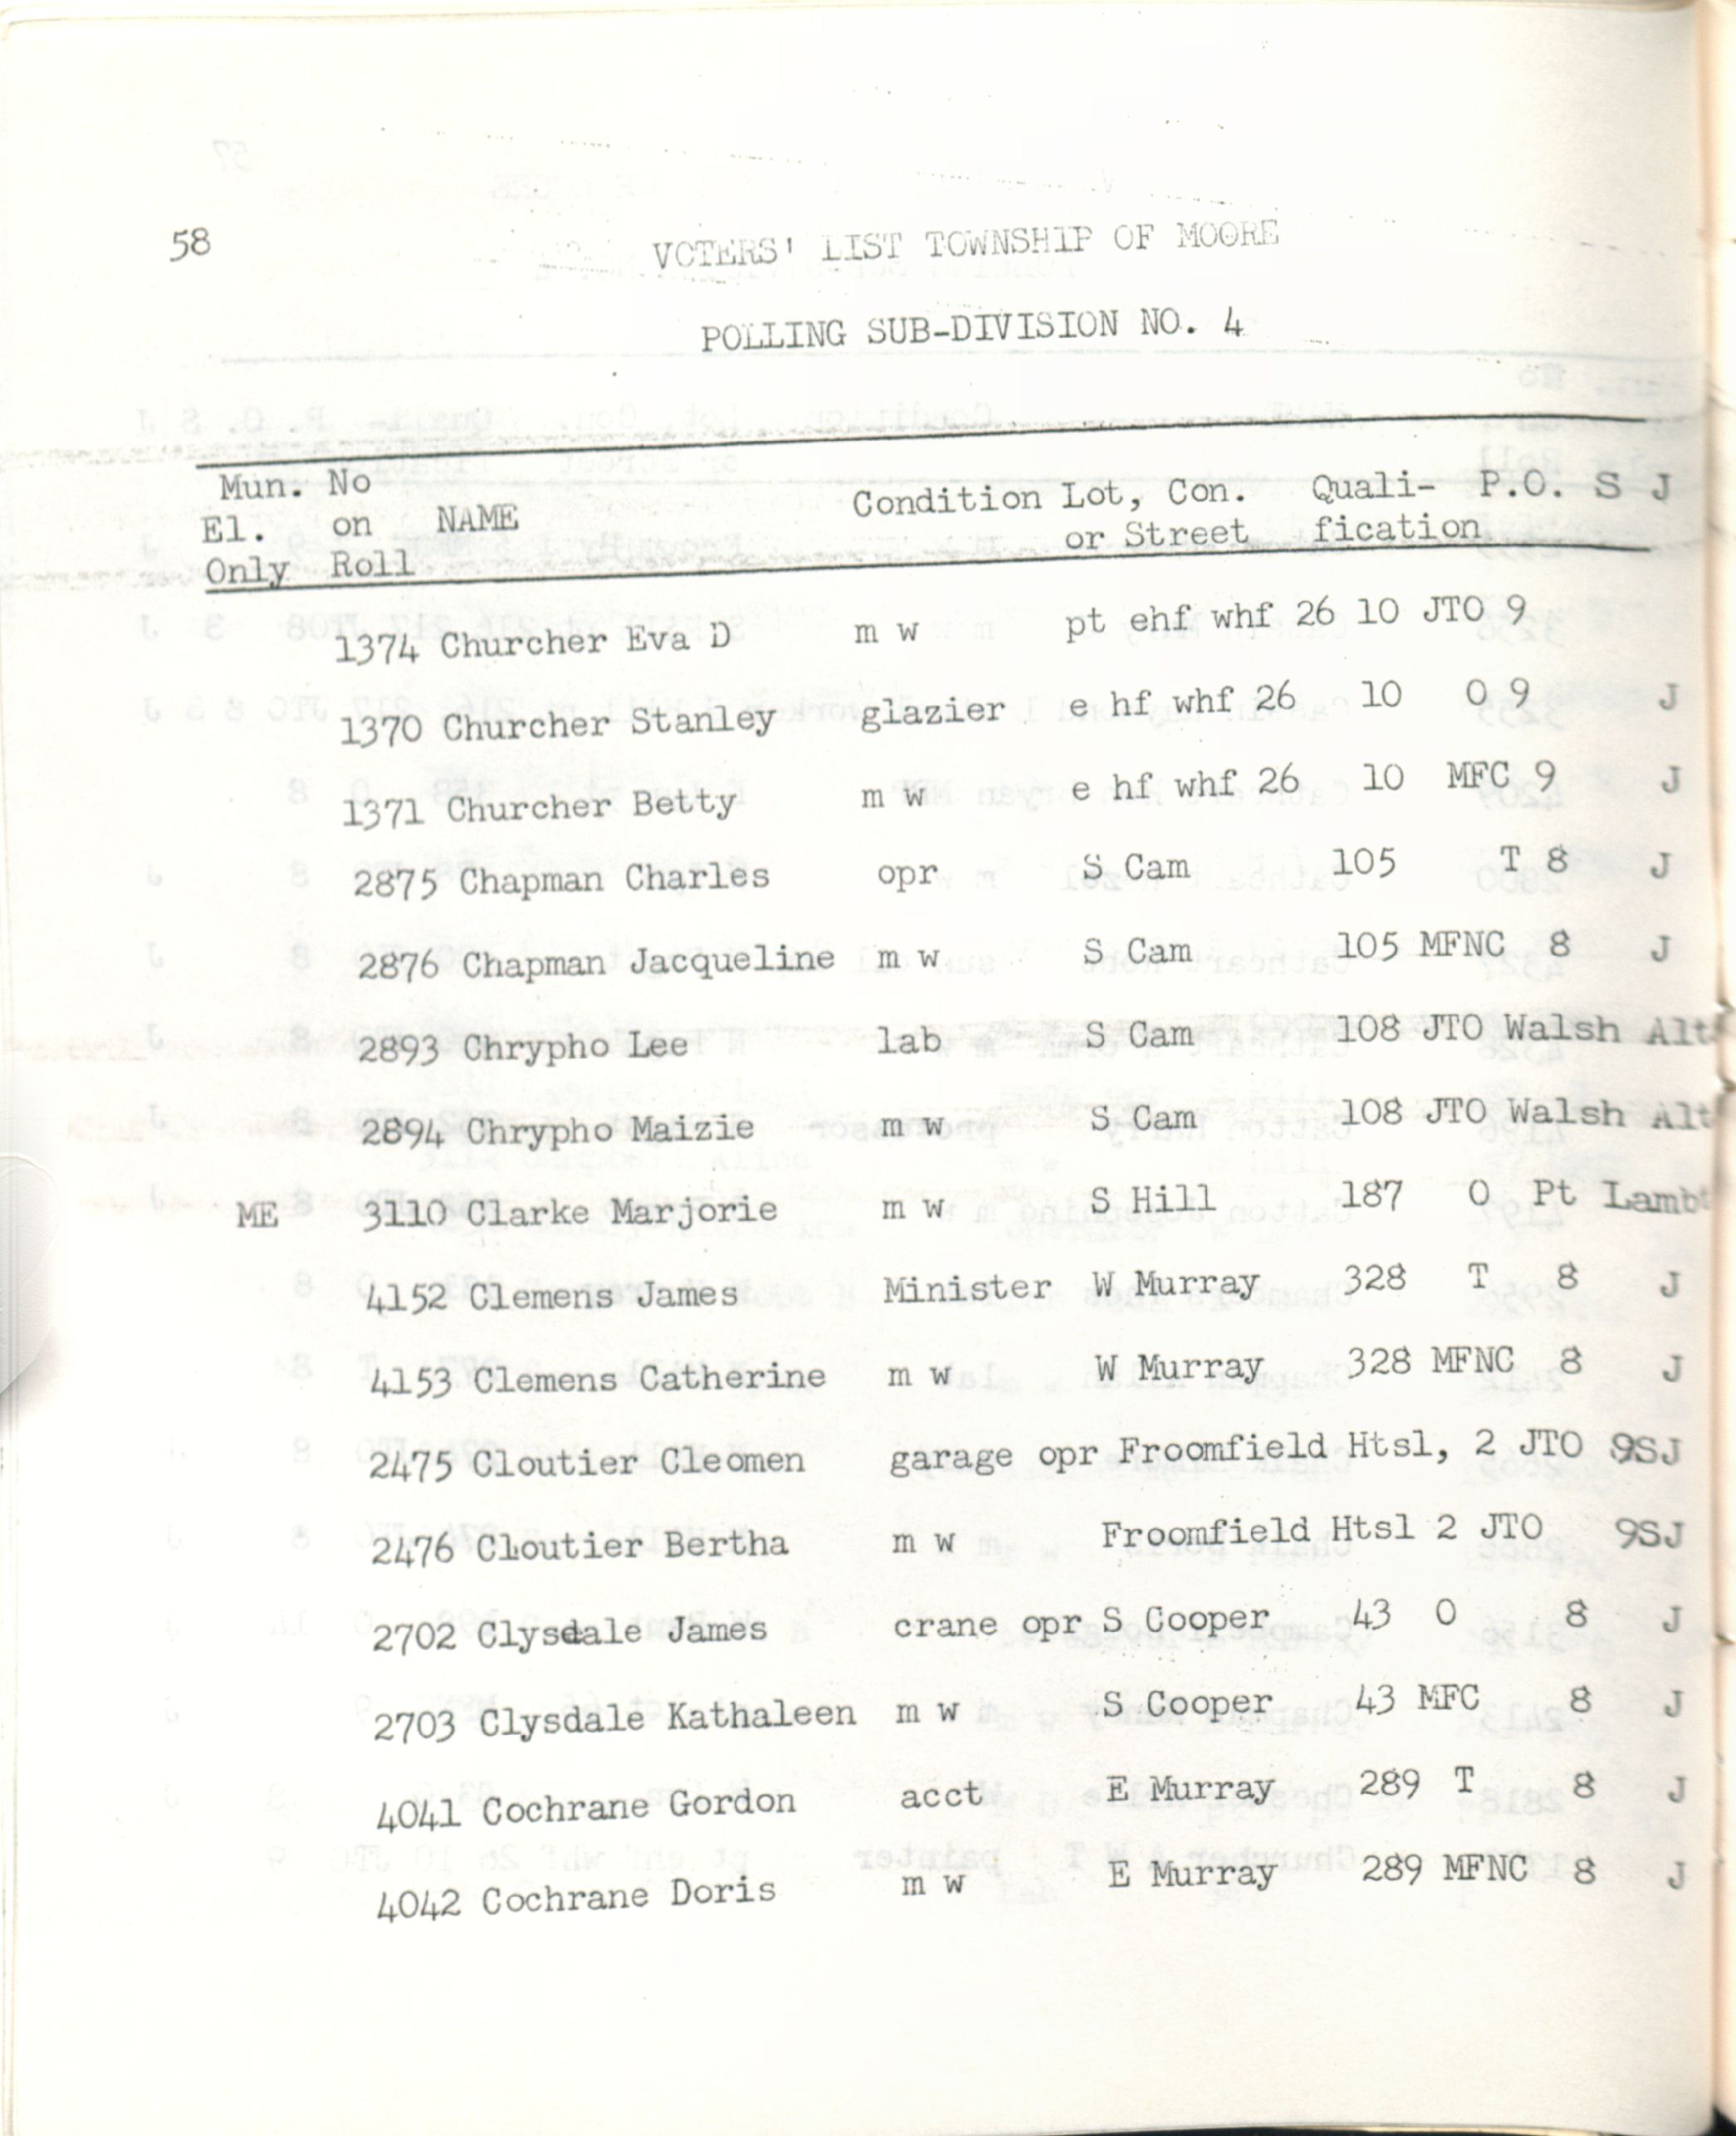 58
VOTERS' LIST TOWNSHIP OF MOORE
POLLING SUB-DIVISION NO. 4
Mun. No Condition Lot, Con. Quali- P.O. S J
El. on NAME or Street fication
Only Roll
1374 Churcher Eva D m w pt ehf whf 26 10 JTO 9
1370 Churcher Stanley glazier e hf whf 26 10 O 9 J
1371 Churcher Betty m w e hf whf 26 10 MFC 9 J
2875 Chapman Charles opr S Cam 105 T 8 J
2876 Chapman Jacqueline m w S Cam 105 MFNC 8 J
2893 Chrypho Lee lab S Cam 108 JTO Walsh Alt
2894 Chrypho Maizie m w S Cam 108 JTO Walsh Alt
ME 3110 Clarke Marjorie m w S Hill 187 O Pt Lambt
4152 Clemens James Minister W Murray 328 T 8 J
4153 Clemens Catherine m w W Murray 328 MFNC 8 J
2475 Cloutier Cleomen garage opr Froomfield Htsl, 2 JTO 9SJ
2476 Cloutier Bertha m w Froomfield Htsl 2 JTO 9SJ
2702 Clysdale James crane opr S Cooper 43 O 8 J
2703 Clysdale Kathaleen m w S Cooper 43 MFC 8 J
4041 Cochrane Gordon acct E Murray 289 T 8 J
4042 Cochrane Doris m w E Murray 289 MFNC 8 J